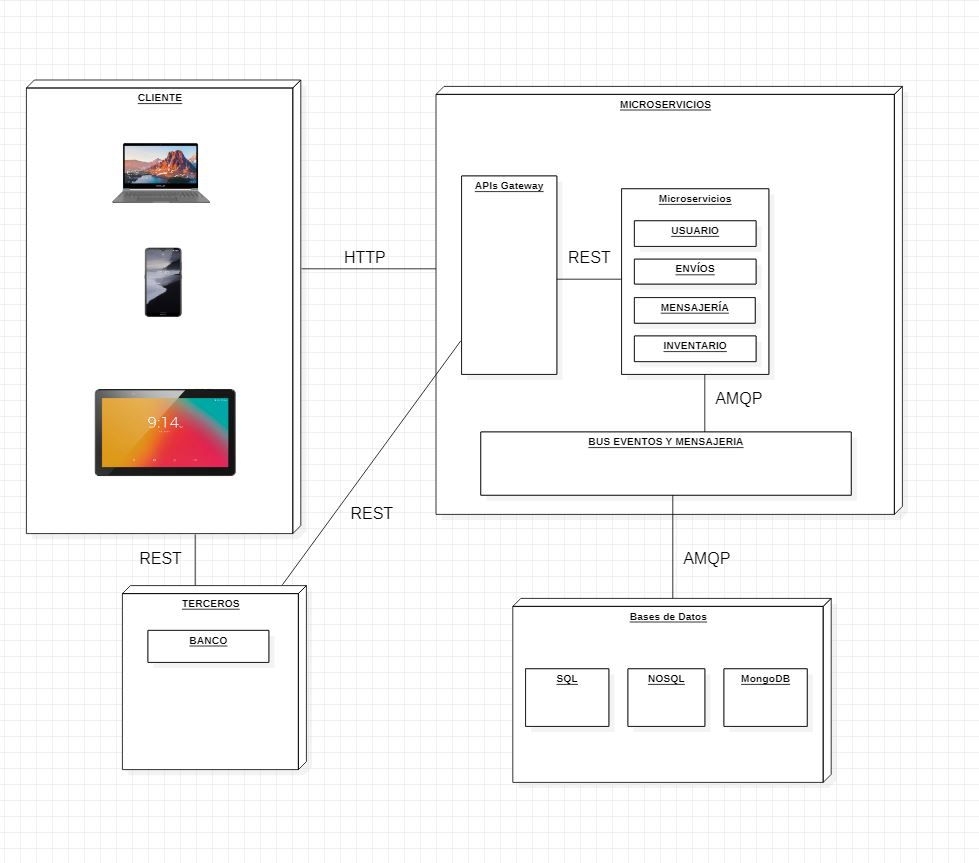 CLIENTE
9:14
HTTP
MICROSERVICIOS
APIs Gateway
REST
Microservicios
USUARIO
ENVÍOS
MENSAJERÍA
INVENTARIO
AMQP
BUS EVENTOS Y MENSAJERIA
REST
REST
TERCEROS
BANCO
AMQP
Bases de Datos
SQL
NOSQL
MongoDB